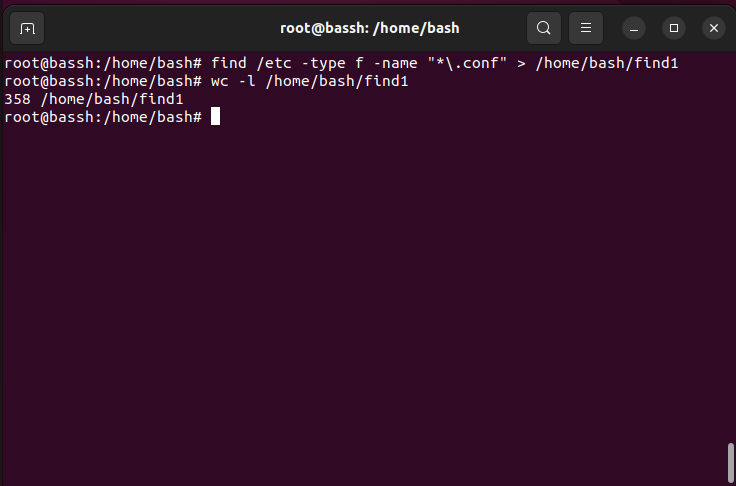 root@bassh: /home/bash
root@bassh:/home/bash# find /etc -type f -name "*\.conf" > /home/bash/find1
root@bassh:/home/bash# wc -l /home/bash/find1
358 /home/bash/find1
root@bassh:/home/bash#